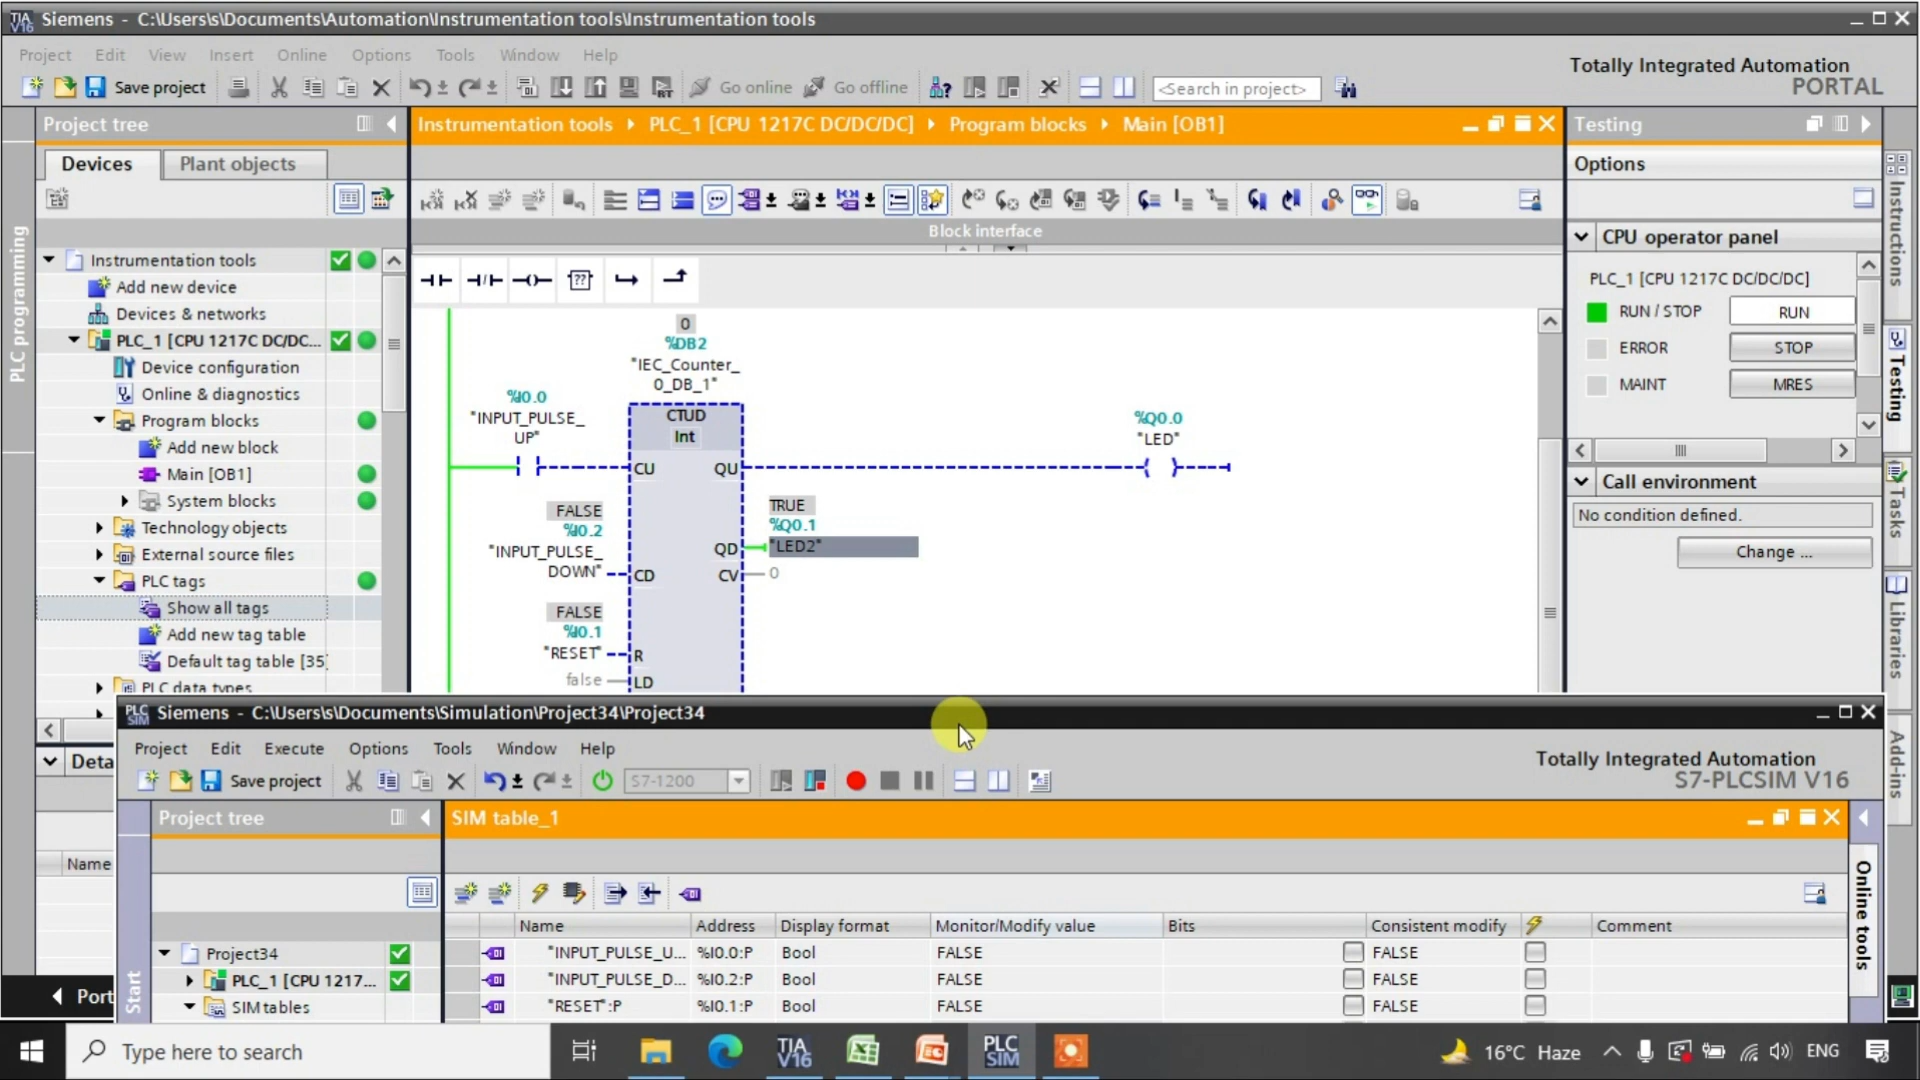 Siemens - C:\Users\s\Documents\Automation\Instrumentation tools\Instrumentation tools
Project Edit View Insert Online Options Tools Window Help
Totally Integrated Automation
PORTAL
Save project
Go online
Go offline
<Search in project>
Project tree
Instrumentation tools
PLC_1 [CPU 1217C DC/DC/DC]
Program blocks
Main [OB1]
Testing
Devices
Plant objects
Options
Block interface
CPU operator panel
PLC_1 [CPU 1217C DC/DC/DC]
RUN / STOP
RUN
ERROR
STOP
MAINT
MRES
Call environment
No condition defined.
Change ...
Instructions
Testing
Tasks
Libraries
Add-ins
PLC programming
Instrumentation tools
Add new device
Devices & networks
PLC_1 [CPU 1217C DC/DC...
Device configuration
Online & diagnostics
Program blocks
Add new block
Main [OB1]
System blocks
Technology objects
External source files
PLC tags
Show all tags
Add new tag table
Default tag table [35]
PLC data types
0
%DB2
"IEC_Counter_
0_DB_1"
%I0.0
"INPUT_PULSE_
UP"
CTUD
Int
%Q0.0
"LED"
CU
QU
FALSE
%I0.2
"INPUT_PULSE_
DOWN"
CD
TRUE
%Q0.1
"LED2"
QD
CV
0
FALSE
%I0.1
"RESET"
R
false
LD
Deta
Name
Port
PLC SIM
Siemens - C:\Users\s\Documents\Simulation\Project34\Project34
Project Edit Execute Options Tools Window Help
Totally Integrated Automation
S7-PLCSIM V16
Save project
S7-1200
Project tree
SIM table_1
Start
Online tools
Project34
PLC_1 [CPU 1217...
SIM tables
Name Address Display format Monitor/Modify value Bits Consistent modify Comment
"INPUT_PULSE_U... %I0.0:P Bool FALSE FALSE
"INPUT_PULSE_D... %I0.2:P Bool FALSE FALSE
"RESET":P %I0.1:P Bool FALSE FALSE
Type here to search
TIA V16
PLC SIM
16°C Haze
ENG